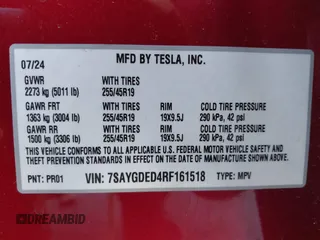 07/24 MFD BY TESLA, INC.
GVWR WITH TIRES
2273 kg (5011 lb) 255/45R19
GAWR FRT WITH TIRES RIM COLD TIRE PRESSURE
1363 kg (3004 lb) 255/45R19 19X9.5J 290 kPa, 42 psi
GAWR RR WITH TIRES RIM COLD TIRE PRESSURE
1500 kg (3306 lb) 255/45R19 19X9.5J 290 kPa, 42 psi
THIS VEHICLE CONFORMS TO ALL APPLICABLE
FEDERAL MOTOR VEHICLE SAFETY, BUMPER AND
THEFT PREVENTION STANDARDS IN EFFECT ON THE
DATE OF MANUFACTURE SHOWN ABOVE.
PNT: PR01 VIN: 7SAYGDED4RF161518 TYPE: MPV
DREAMBID